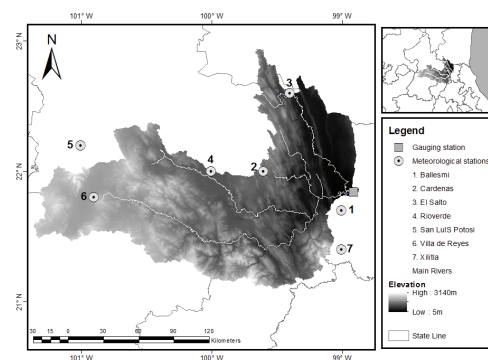 101°W
100°W
99°W
23°N
22°N
21°N
N
3
5
4
2
6
1
7
30 15 0 30 60 90 120
Kilometers
Legend
Gauging station
Meteorological stations
1. Ballesmi
2. Cardenas
3. El Salto
4. Rioverde
5. San LuiS Potosi
6. Villa de Reyes
7. Xilitla
Main Rivers
Elevation
High : 3140m
Low : 5m
State Line
101°W
100°W
99°W